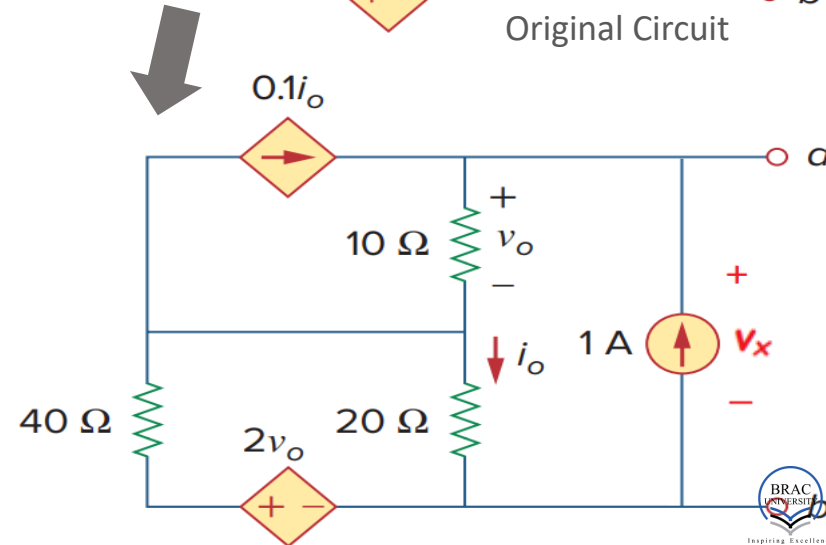 Original Circuit
0.1i_o
a
+
10 Ω
v_o
−
+
1 A
v_x
i_o
−
40 Ω
20 Ω
2v_o
+ −
BRAC
UNIVERSITY
b
Inspiring Excellen